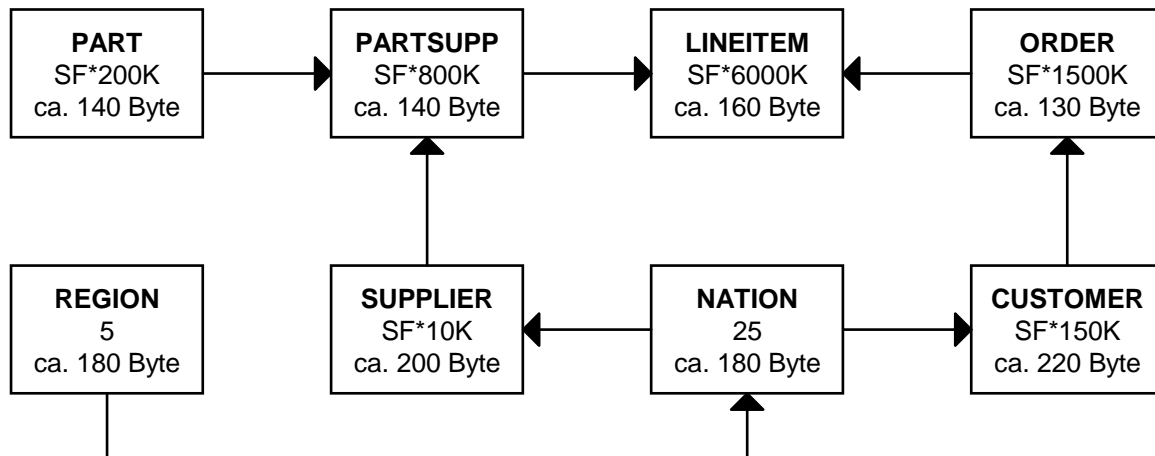 PART
SF*200K
ca. 140 Byte
PARTSUPP
SF*800K
ca. 140 Byte
LINEITEM
SF*6000K
ca. 160 Byte
ORDER
SF*1500K
ca. 130 Byte
REGION
5
ca. 180 Byte
SUPPLIER
SF*10K
ca. 200 Byte
NATION
25
ca. 180 Byte
CUSTOMER
SF*150K
ca. 220 Byte